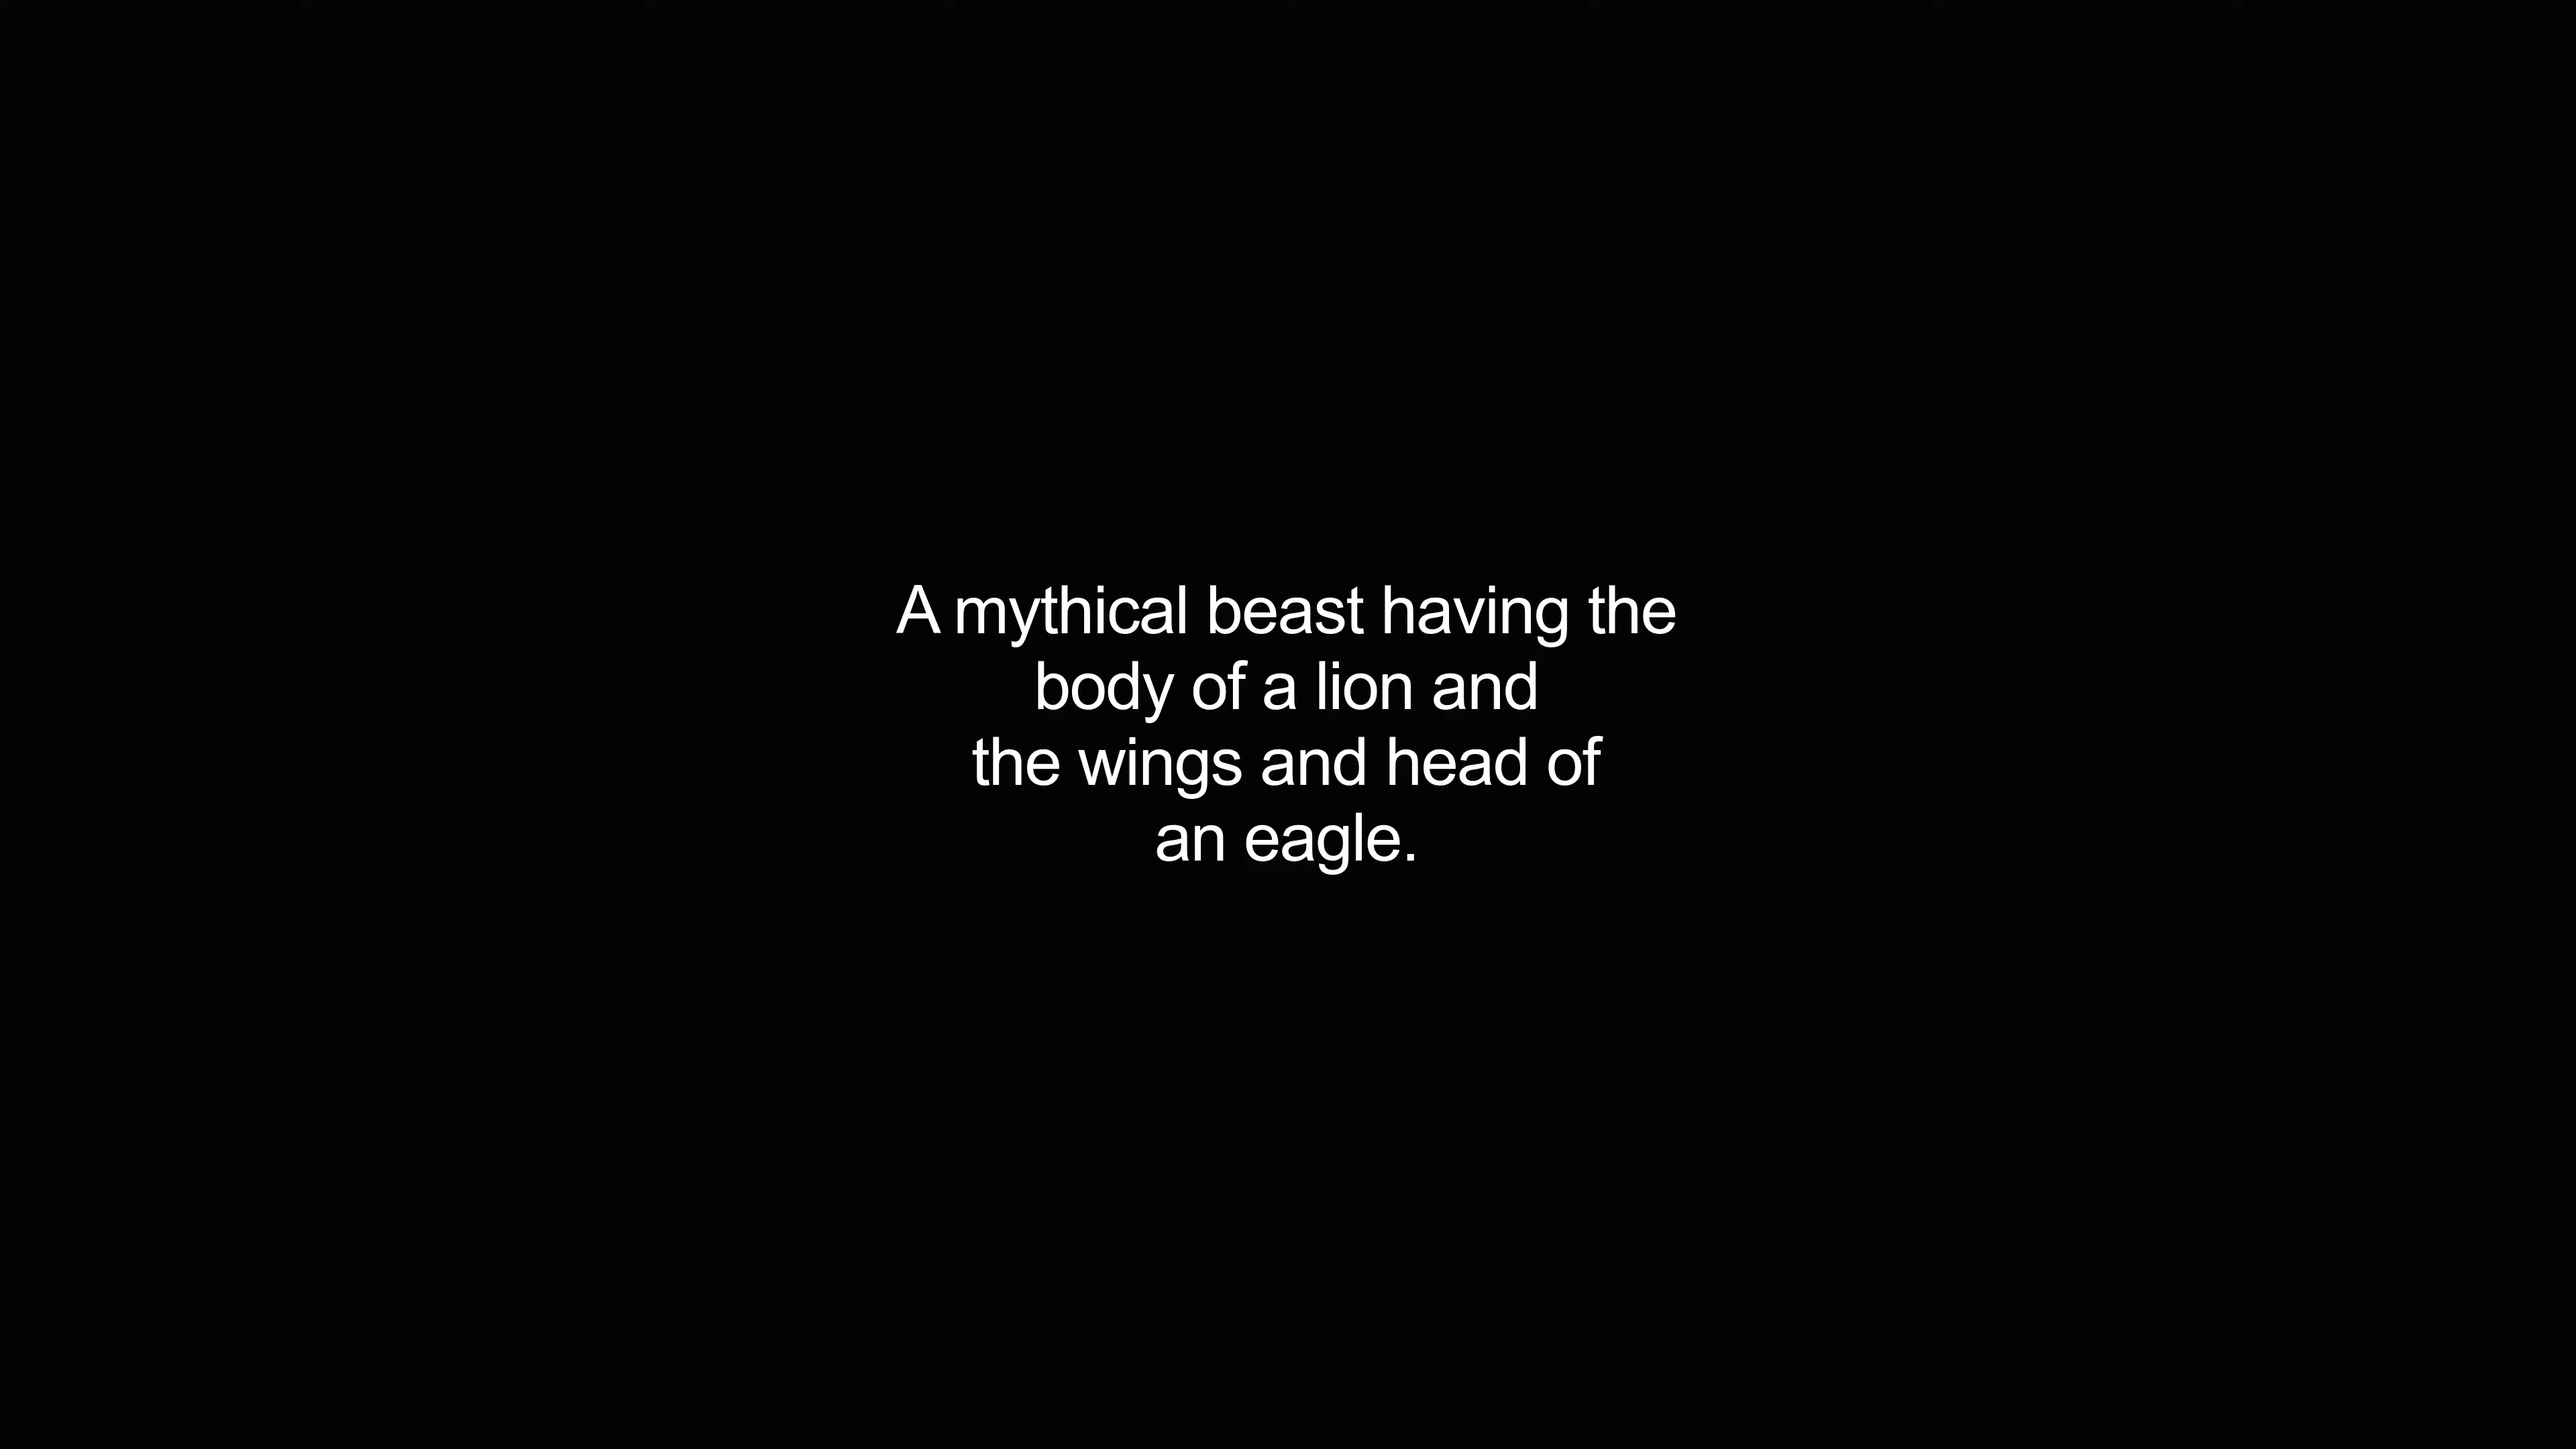 A mythical beast having the
body of a lion and
the wings and head of
an eagle.